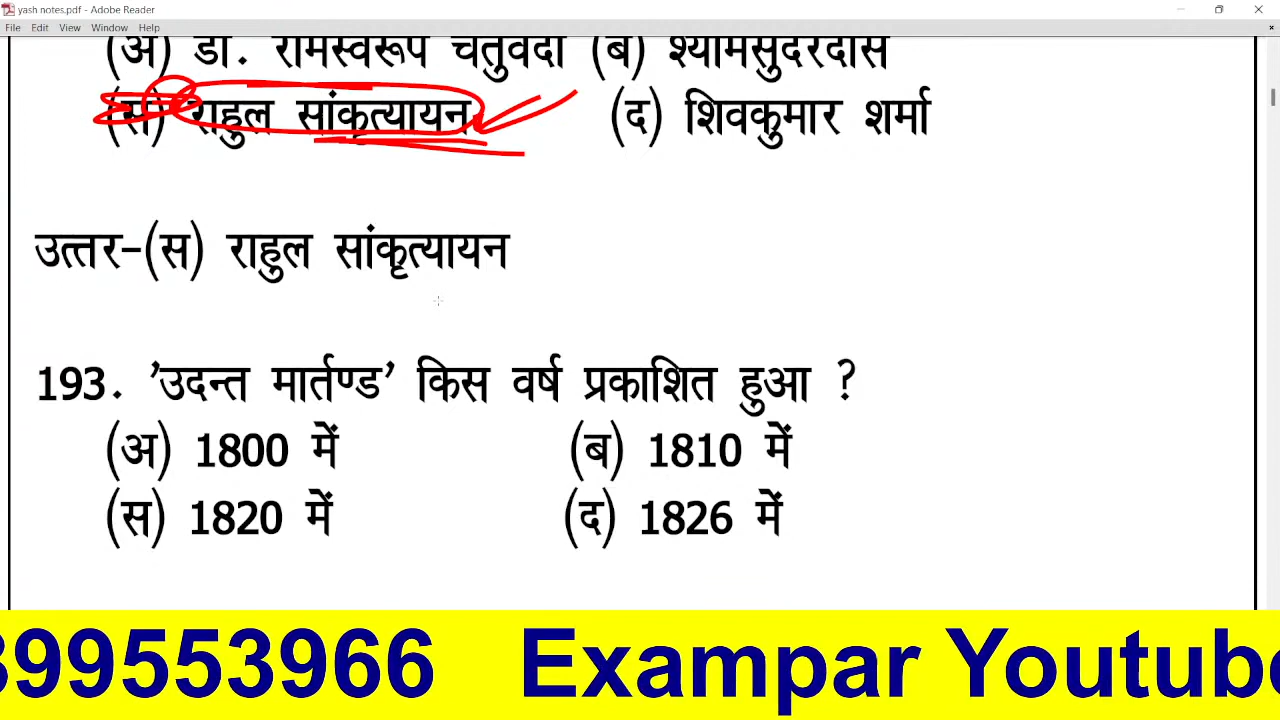 yash notes.pdf - Adobe Reader
File Edit View Window Help
(अ) डॉ. रामस्वरूप चतुर्वेदी (ब) श्यामसुंदरदास
(स) राहुल सांकृत्यायन (द) शिवकुमार शर्मा
उत्तर-(स) राहुल सांकृत्यायन
193. 'उदन्त मार्तण्ड' किस वर्ष प्रकाशित हुआ ?
(अ) 1800 में (ब) 1810 में
(स) 1820 में (द) 1826 में
399553966 Exampar Youtube